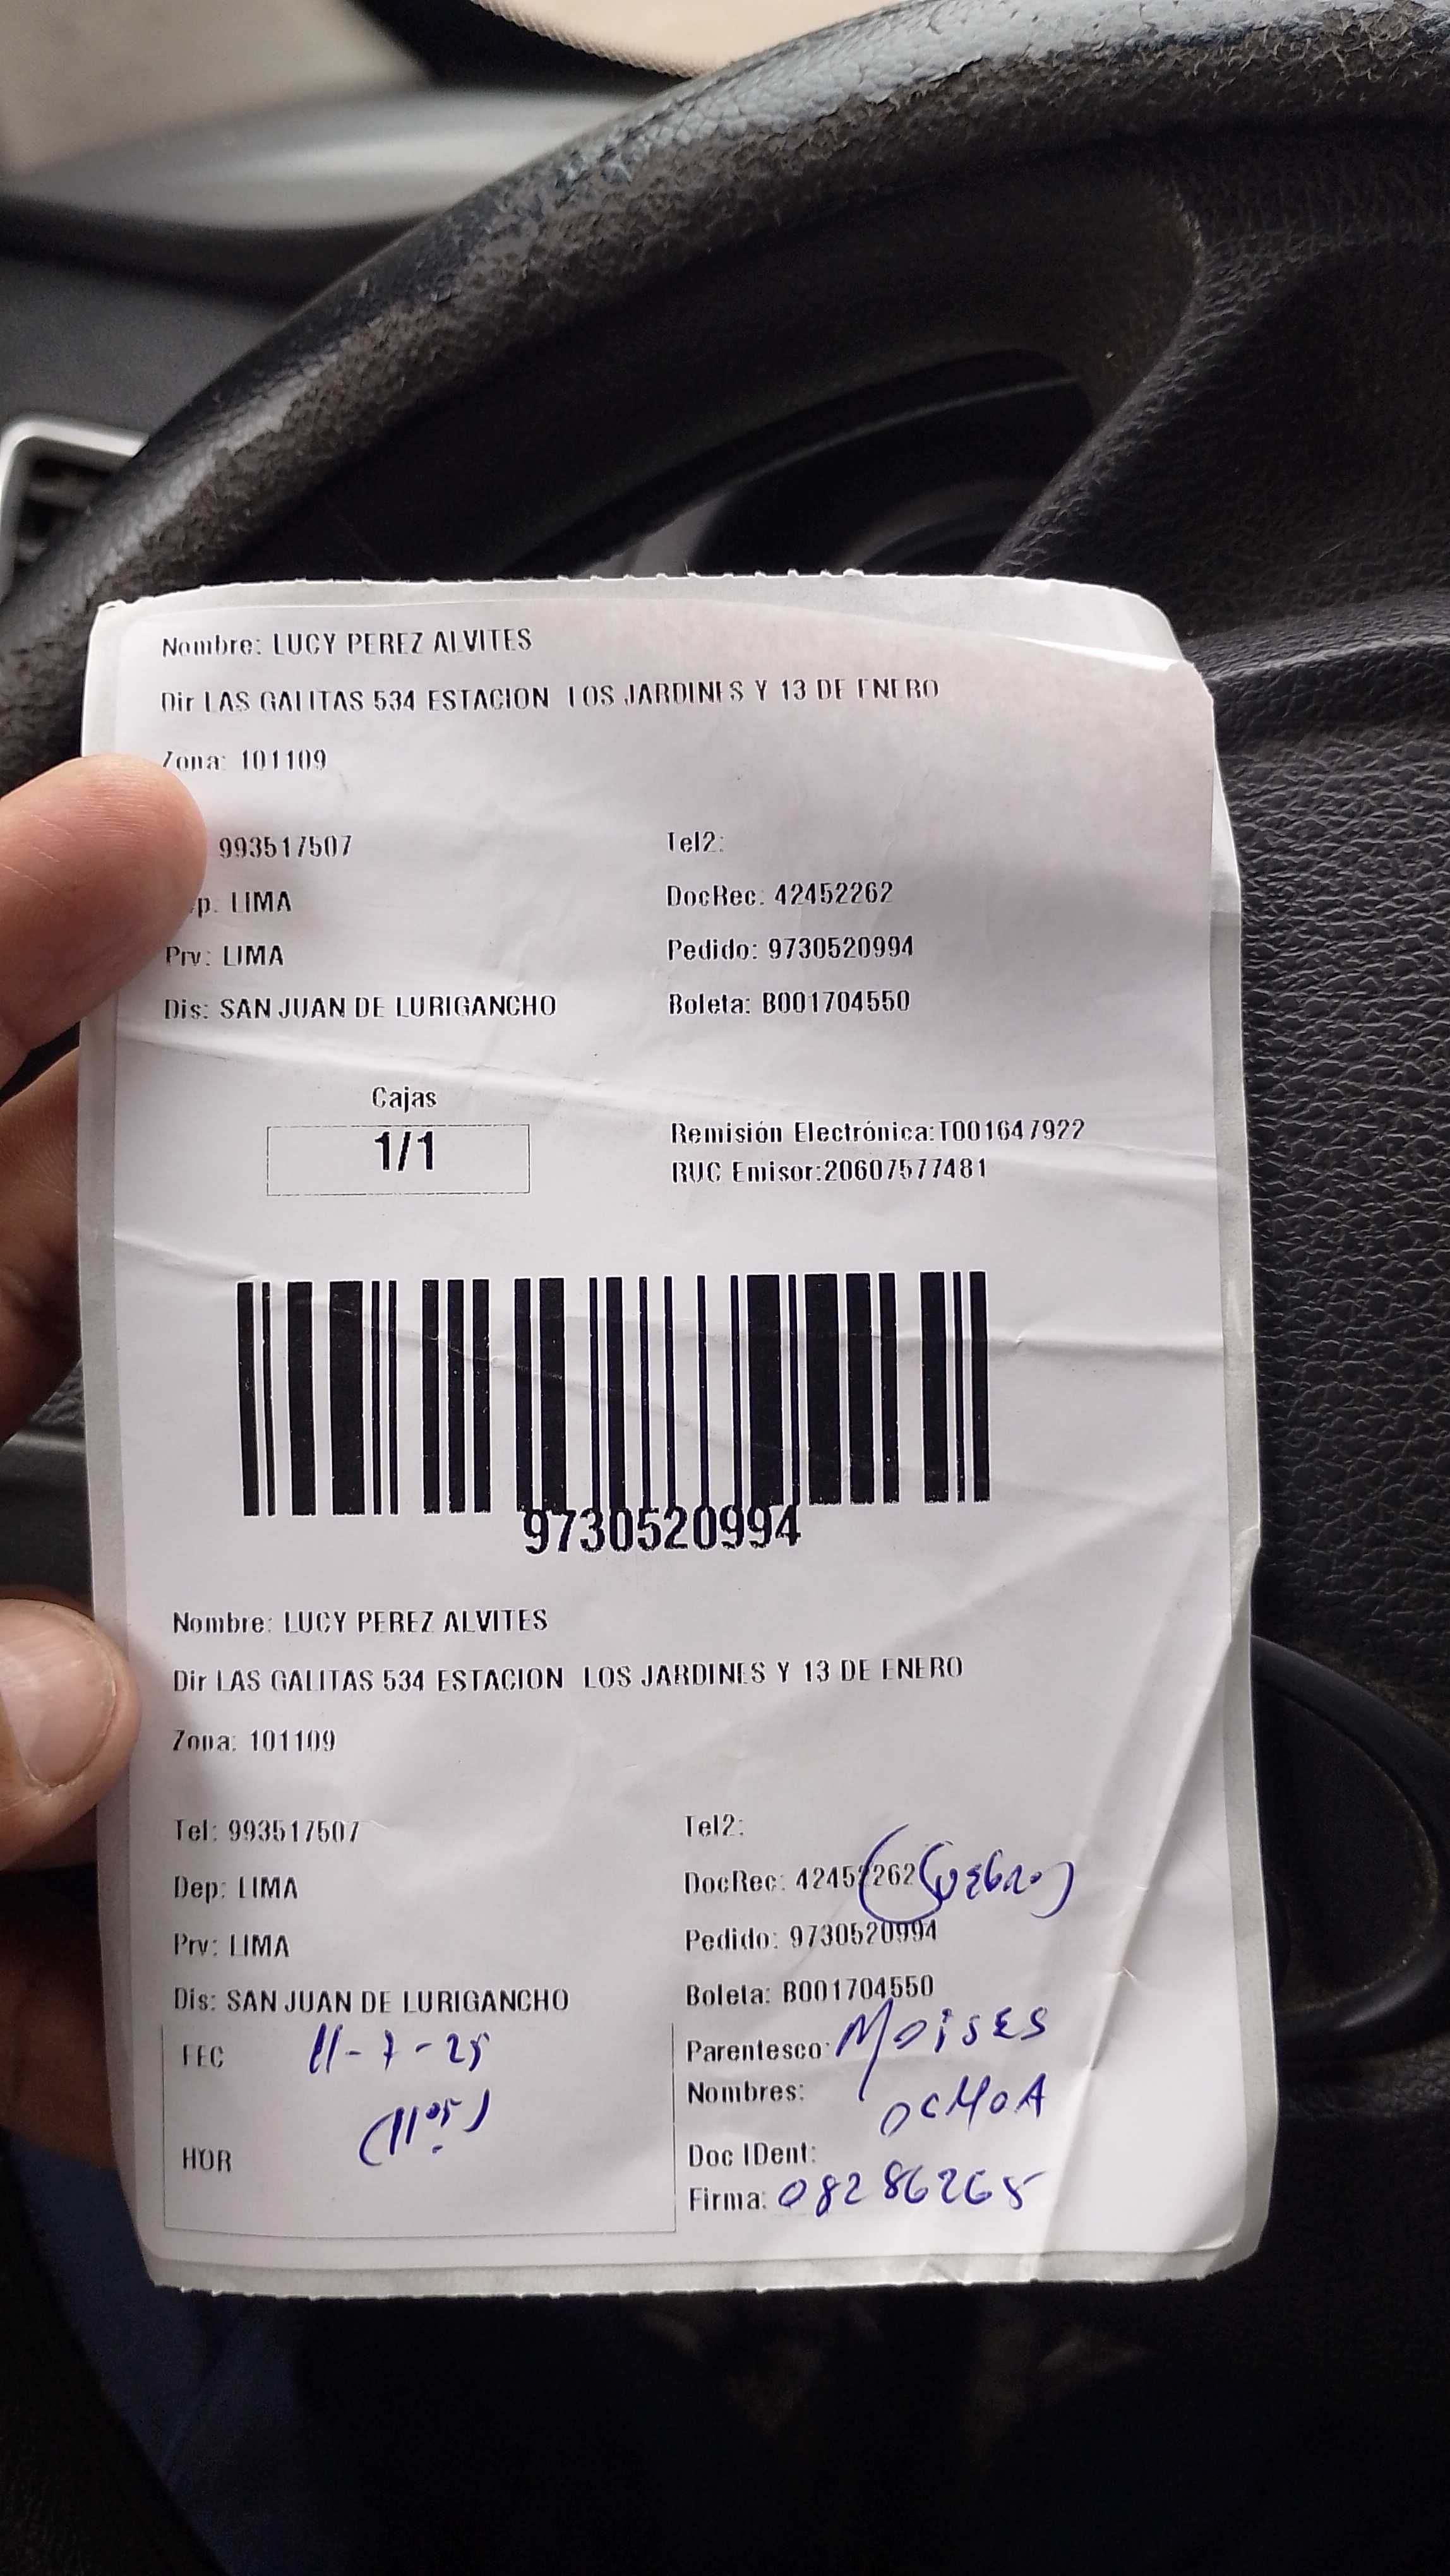 Nombre: LUCY PEREZ ALVITES
Dir LAS GALITAS 534 ESTACION LOS JARDINES Y 13 DE ENERO
Zona: 101109
993517507 Tel2:
p. LIMA DocRec: 42452262
Prv: LIMA Pedido: 9730520994
Dis: SAN JUAN DE LURIGANCHO Boleta: B001704550
Cajas
1/1
Remisión Electrónica:T001647922
RUC Emisor:20607577481
9730520994
Nombre: LUCY PEREZ ALVITES
Dir LAS GALITAS 534 ESTACION LOS JARDINES Y 13 DE ENERO
Zona: 101109
Tel: 993517507 Tel2:
Dep: LIMA DocRec: 42452262
Prv: LIMA Pedido: 9730520994
Dis: SAN JUAN DE LURIGANCHO Boleta: B001704550
FEC 11-7-25 Parentesco: MOISES
Nombres: OCHOA
HOR Doc IDent:
Firma: 08286265